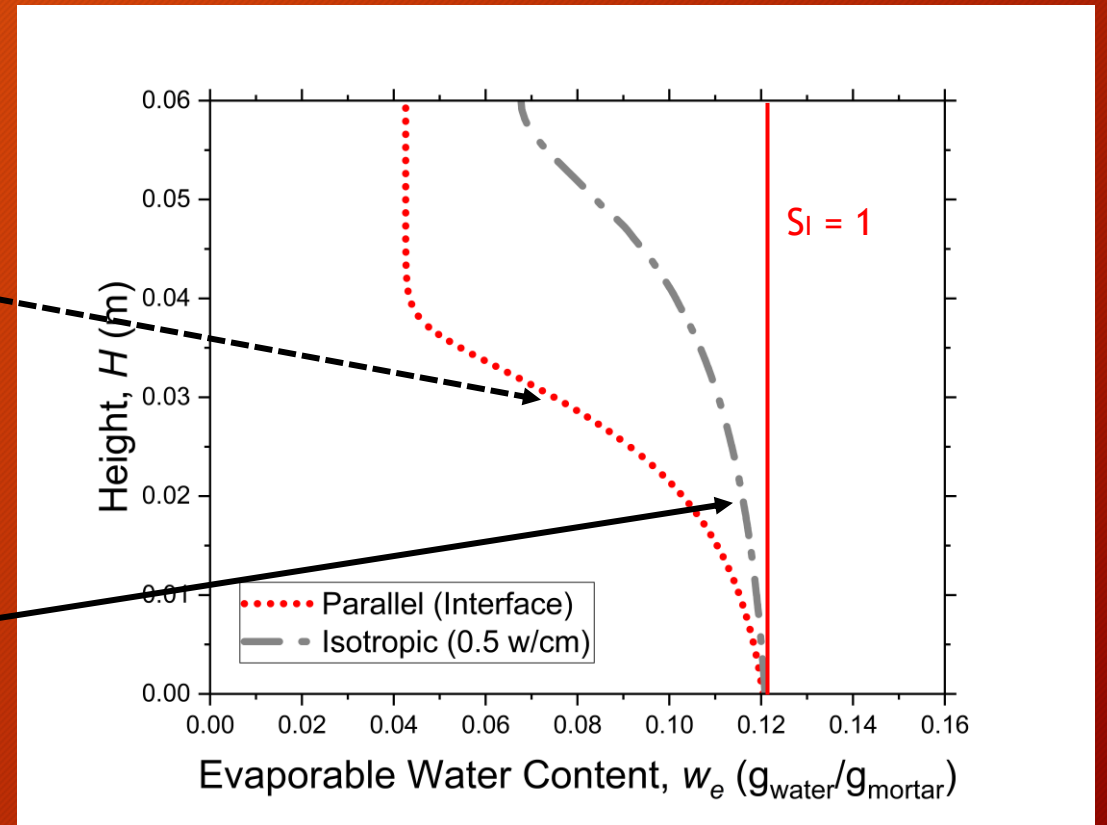 0.06
0.05
0.04
0.03
0.02
0.01
0.00
Height, H (m)
Sl = 1
Parallel (Interface)
Isotropic (0.5 w/cm)
0.00 0.02 0.04 0.06 0.08 0.10 0.12 0.14 0.16
Evaporable Water Content, we (gwater/gmortar)